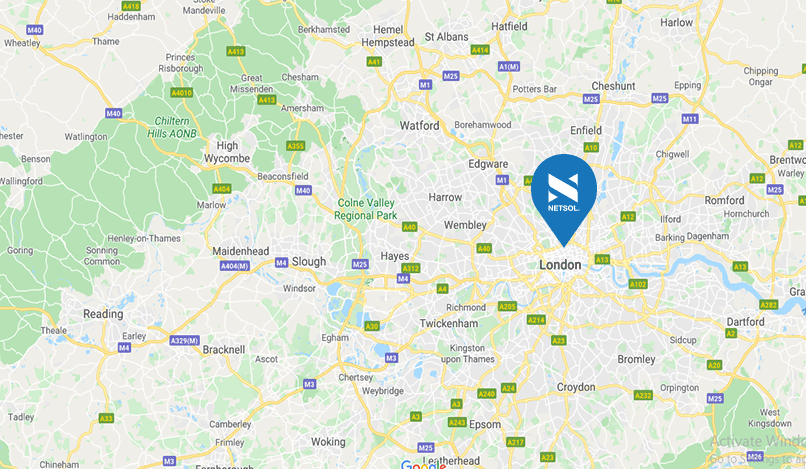 A418
Haddenham
Stoke
Mandeville
Berkhamsted
Hemel
Hempstead
St Albans
Hatfield
Harlow
M40
Wheatley
Thame
Princes
Risborough
A413
A41
A414
A1(M)
M25
M1
Great
Missenden
Chesham
A4010
A413
Amersham
Potters Bar
Cheshunt
Epping
Chipping
Ongar
M25
M25
M11
M40
Chiltern
Hills AONB
Watlington
Watford
Borehamwood
Enfield
A10
High
Wycombe
A355
Edgware
Chigwell
A12
Brentwood
Benson
Wallingford
Beaconsfield
A404
M40
M1
NETSOL
Warley
A12
M25
Marlow
Colne Valley
Regional Park
Harrow
Romford
Hornchurch
Wembley
A12
Ilford
Barking
Dagenham
A40
A40
Goring
Sonning
Common
Henley-on-Thames
Maidenhead
A404(M)
M4
Slough
M25
Hayes
A312
M4
London
A13
A13
Windsor
A4
A102
Reading
Richmond
A205
A214
A282
Theale
Earley
M4
A329(M)
Bracknell
A30
Twickenham
Dartford
A2
Egham
A23
Sidcup
Ascot
M3
Kingston
upon Thames
Bromley
A20
Chertsey
Weybridge
M3
A24
A240
Croydon
Orpington
A232
M25
A3
A243
Epsom
West
Kingsdown
Tadley
A33
Camberley
Frimley
Woking
A3
A217
A23
M25
M3
Farnborough
Leatherhead
Chineham
Google
M26
Activate Windo
Go to Settings to ac